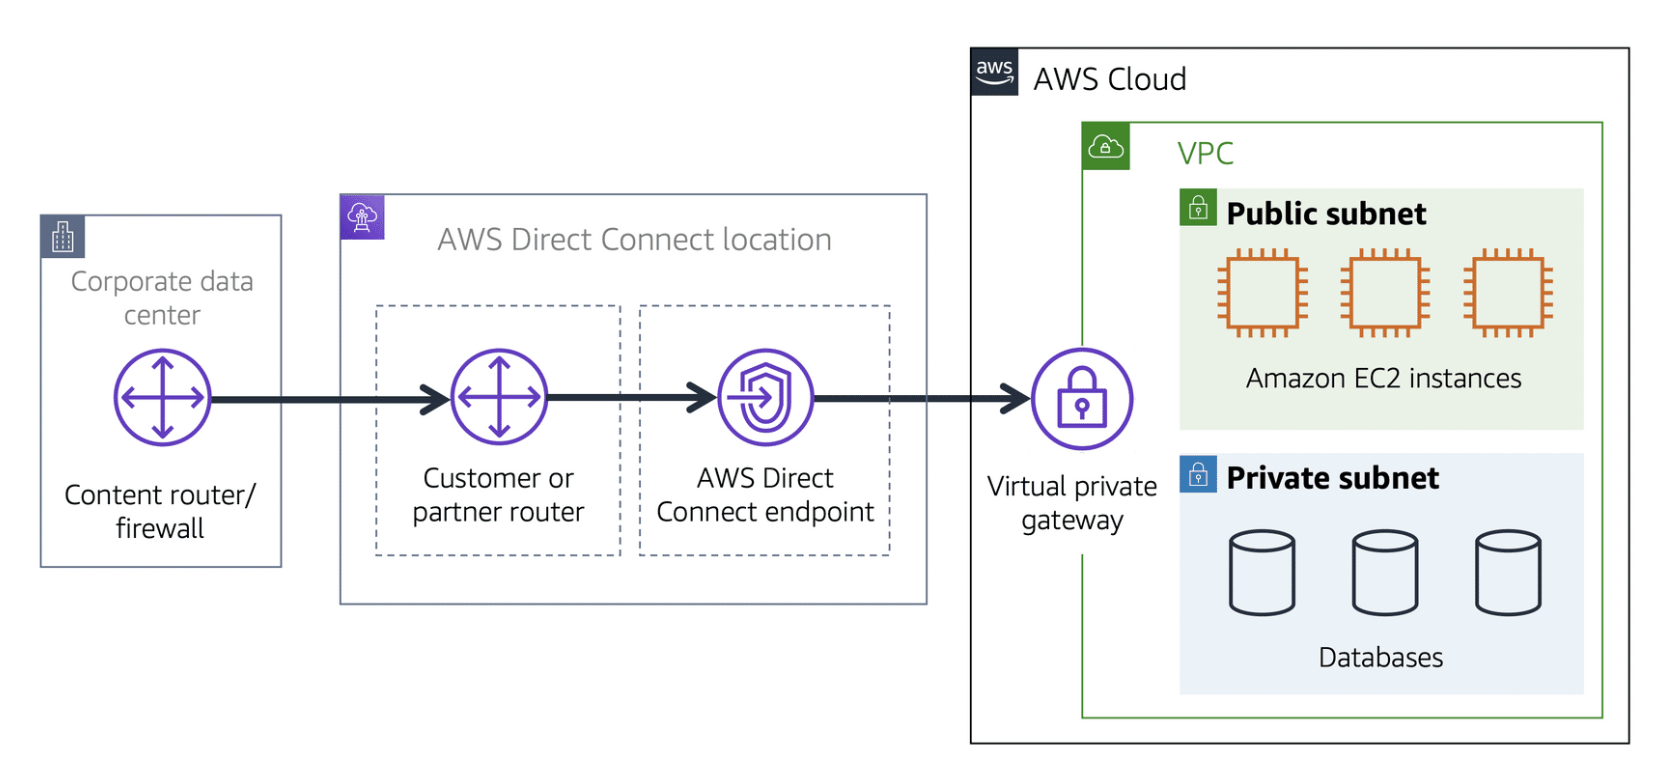 aws
AWS Cloud
VPC
Public subnet
Amazon EC2 instances
Private subnet
Databases
Virtual private
gateway
AWS Direct Connect location
Customer or
partner router
AWS Direct
Connect endpoint
Corporate data
center
Content router/
firewall